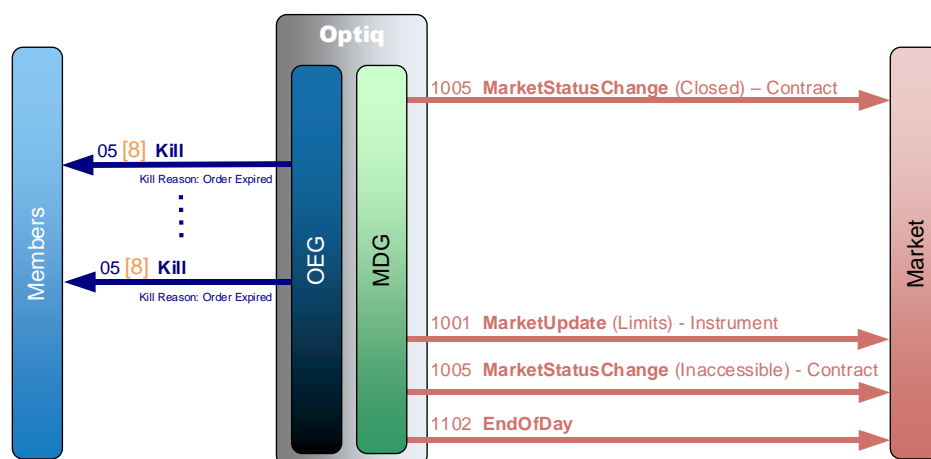 Optiq
1005 MarketStatusChange (Closed) – Contract
05 [8] Kill
Kill Reason: Order Expired
05 [8] Kill
Kill Reason: Order Expired
Members
OEG
MDG
Market
1001 MarketUpdate (Limits) - Instrument
1005 MarketStatusChange (Inaccessible) - Contract
1102 EndOfDay